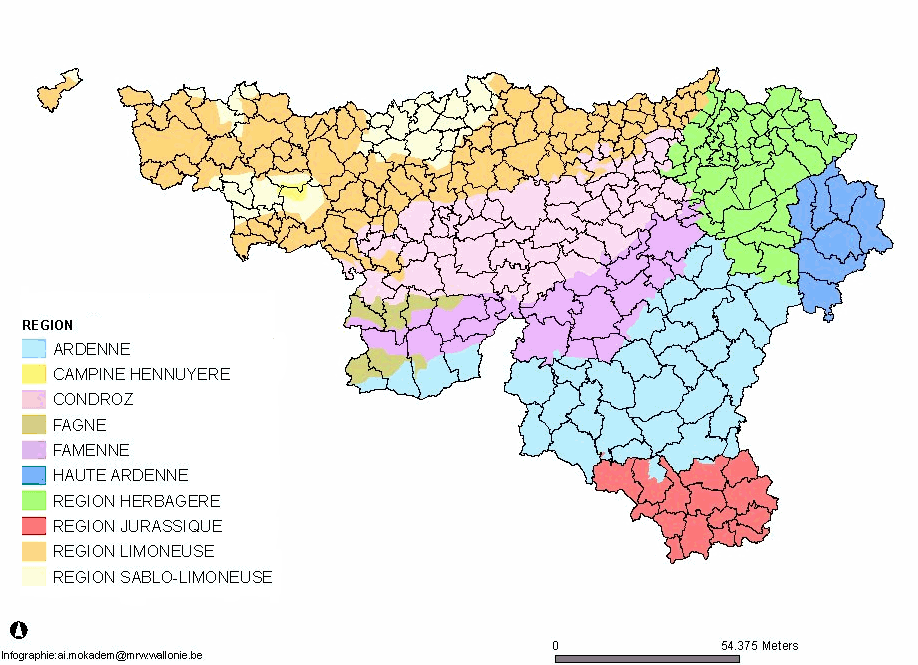 REGION
ARDENNE
CAMPINE HENNUYERE
CONDROZ
FAGNE
FAMENNE
HAUTE ARDENNE
REGION HERBAGERE
REGION JURASSIQUE
REGION LIMONEUSE
REGION SABLO-LIMONEUSE
0 54.375 Meters
Infographie:ai.mokadem@mrw.wallonie.be